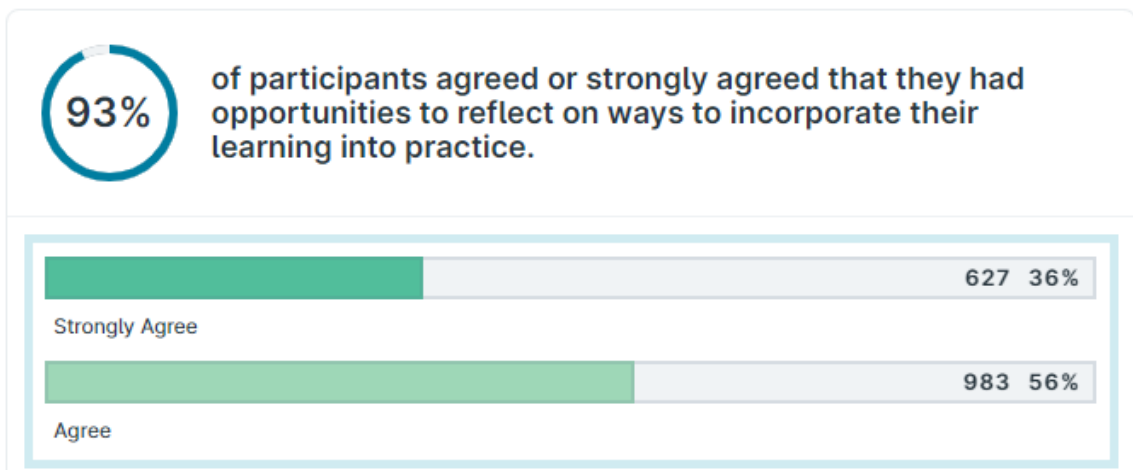 93%
of participants agreed or strongly agreed that they had
opportunities to reflect on ways to incorporate their
learning into practice.
627 36%
Strongly Agree
983 56%
Agree